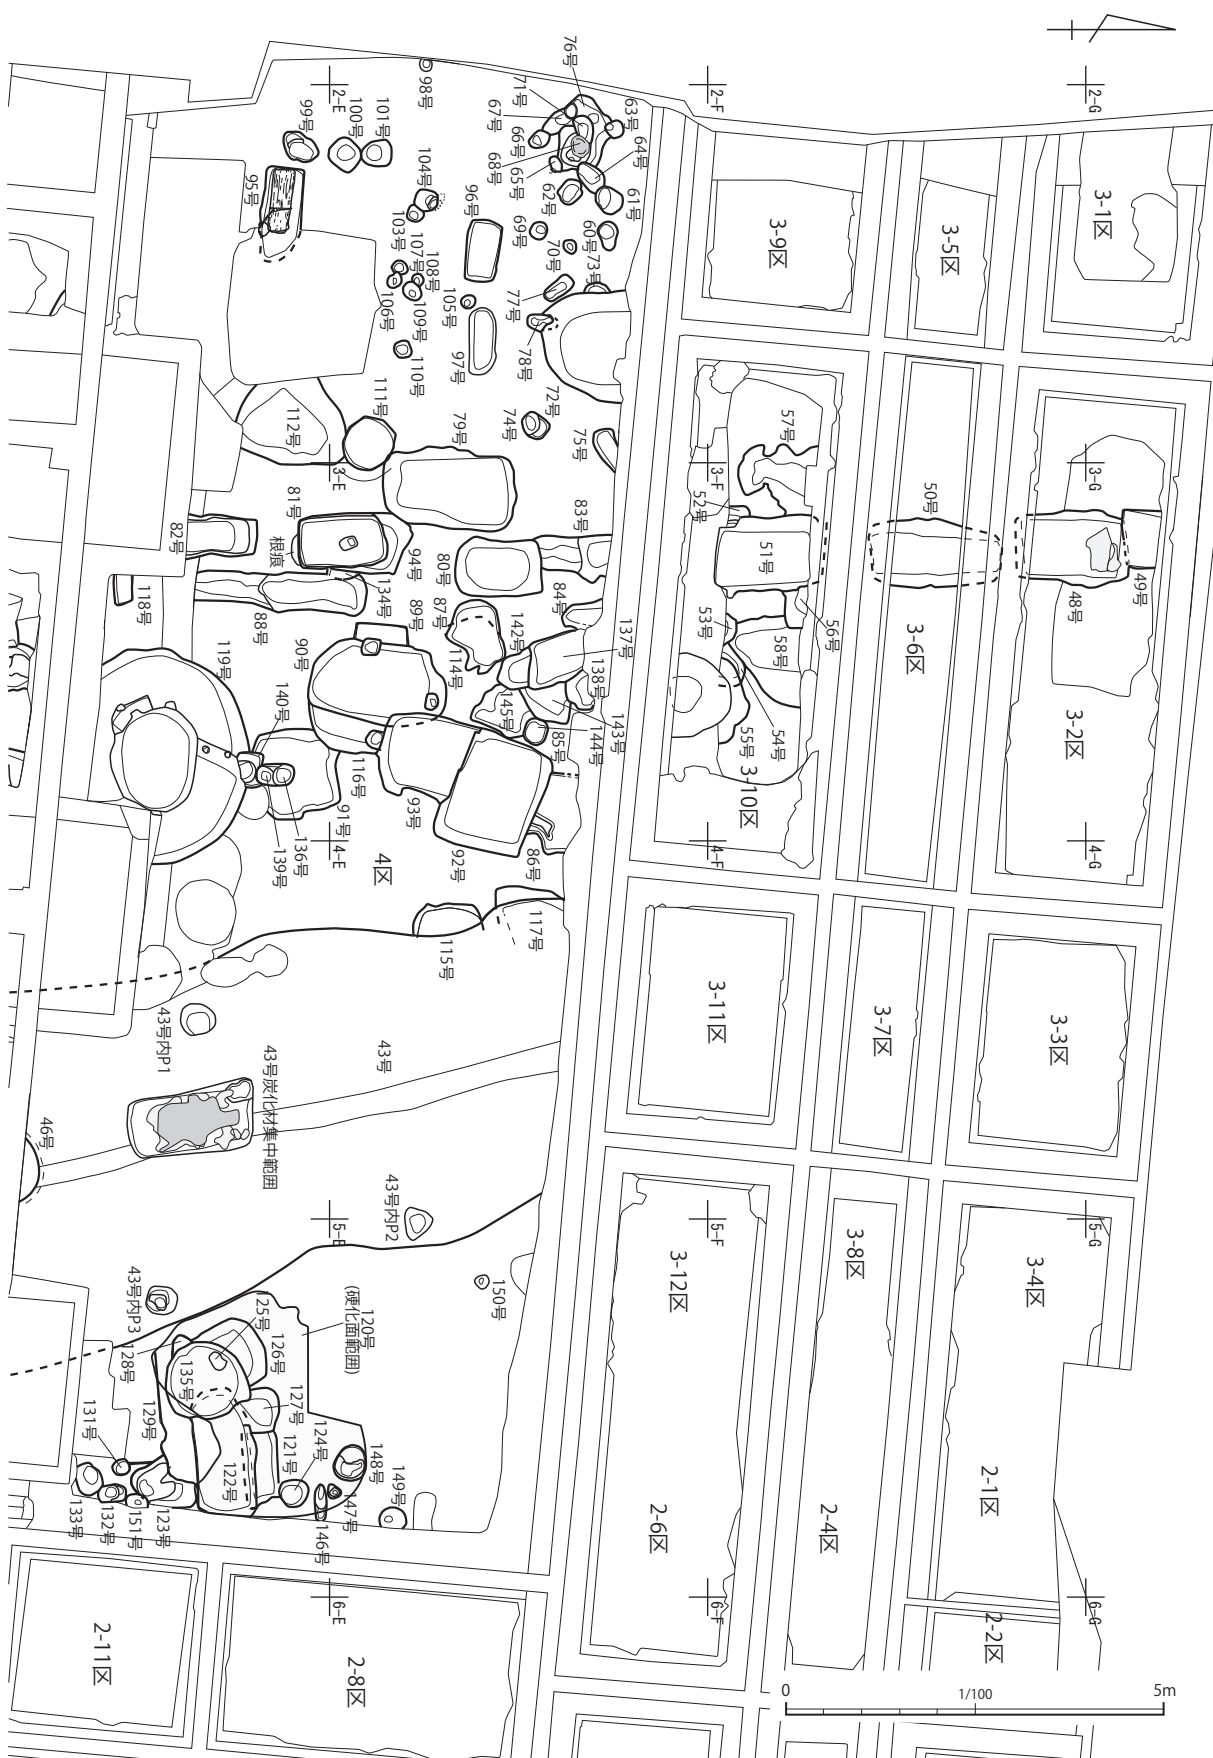 2-E
2-F
2-G
3-E
3-F
3-G
4-E
4-F
4-G
5-E
5-F
5-G
6-E
6-F
6-G
3-1区
3-5区
3-9区
3-2区
3-6区
3-10区
3-3区
3-7区
3-11区
3-4区
3-8区
3-12区
2-1区
2-2区
2-4区
2-6区
2-8区
2-11区
4区
76号
71号
67号
66号
68号
65号
62号
63号
64号
61号
60号
73号
69号
70号
77号
78号
72号
74号
75号
98号
99号
100号
101号
95号
104号
103号
107号
108号
106号
109号
105号
110号
96号
97号
111号
112号
79号
81号
82号
根痕
94号
80号
83号
84号
57号
52号
51号
50号
49号
48号
53号
58号
56号
54号
55号
118号
88号
134号
89号
87号
142号
137号
138号
114号
145号
143号
144号
85号
90号
119号
140号
116号
91号
136号
139号
93号
92号
86号
117号
115号
43号内P1
43号
43号炭化材集中範囲
46号
43号内P2
43号内P3
150号
120号
(硬化面範囲)
125号
126号
128号
135号
127号
124号
121号
122号
129号
131号
133号
132号
151号
123号
148号
149号
147号
146号
0
1/100
5m